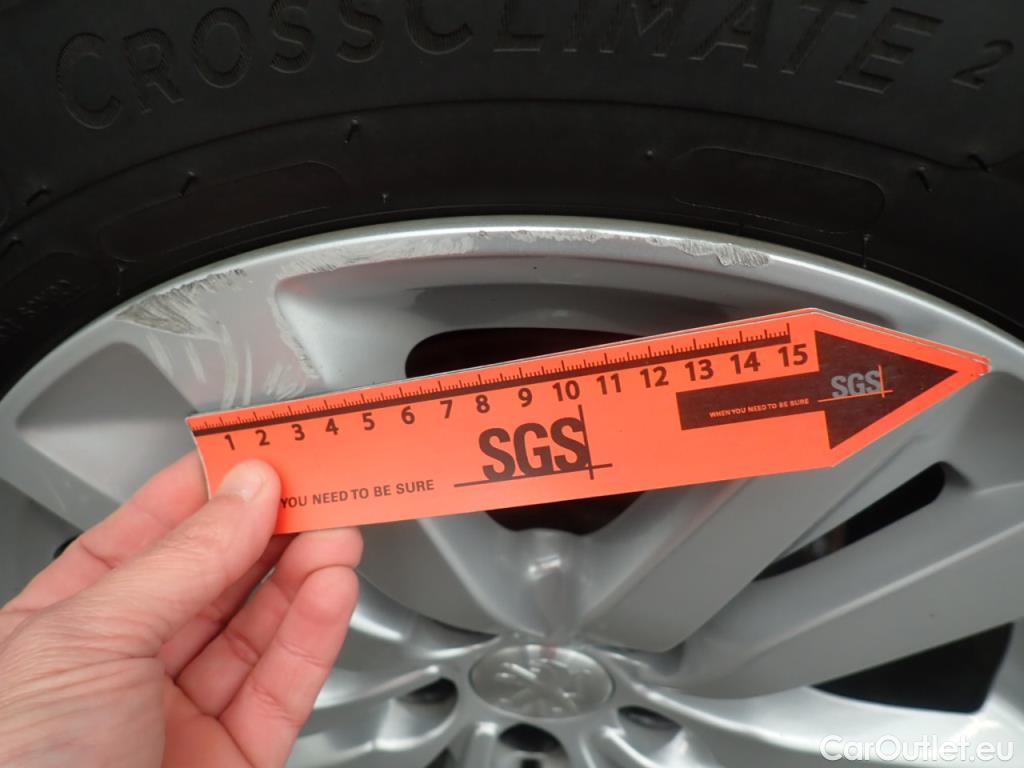 CROSSCLIMATE 2
1 2 3 4 5 6 7 8 9 10 11 12 13 14 15
SGS
WHEN YOU NEED TO BE SURE
SGS
YOU NEED TO BE SURE
CarOutlet.eu